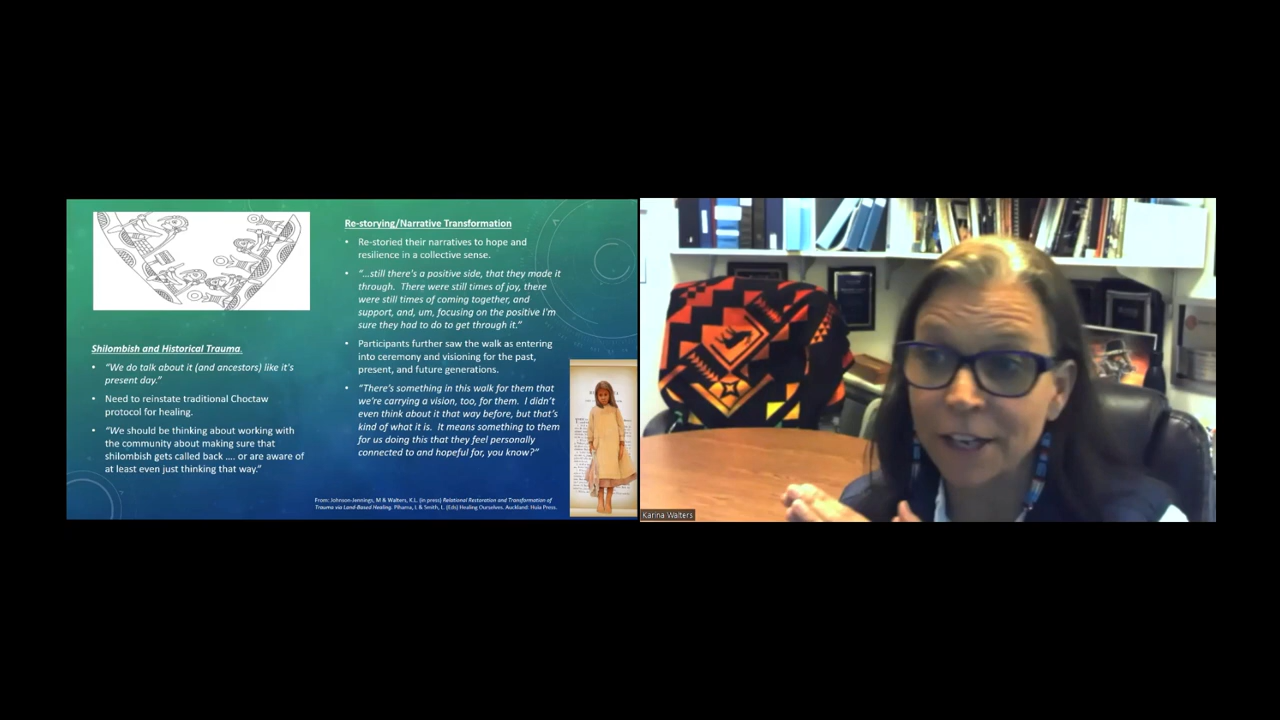 Shilombish and Historical Trauma.
• "We do talk about it (and ancestors) like it's
present day."
• Need to reinstate traditional Choctaw
protocol for healing.
• "We should be thinking about working with
the community about making sure that
shilombish gets called back .... or are aware of
at least even just thinking that way."
Re-storying/Narrative Transformation
• Re-storied their narratives to hope and
resilience in a collective sense.
• "...still there's a positive side, that they made it
through. There were still times of joy, there
were still times of coming together, and
support, and, um, focusing on the positive I'm
sure they had to do to get through it."
• Participants further saw the walk as entering
into ceremony and visioning for the past,
present, and future generations.
• "There's something in this walk for them that
we're carrying a vision, too, for them. I didn't
even think about it that way before, but that's
kind of what it is. It means something to them
for us doing this that they feel personally
connected to and hopeful for, you know?"
From: Johnson-Jennings, M & Walters, K.L. (in press) Relational Restoration and Transformation of
Trauma via Land-Based Healing. Pihama, L & Smith, L. (Eds) Healing Ourselves. Auckland: Huia Press.
Karina Walters